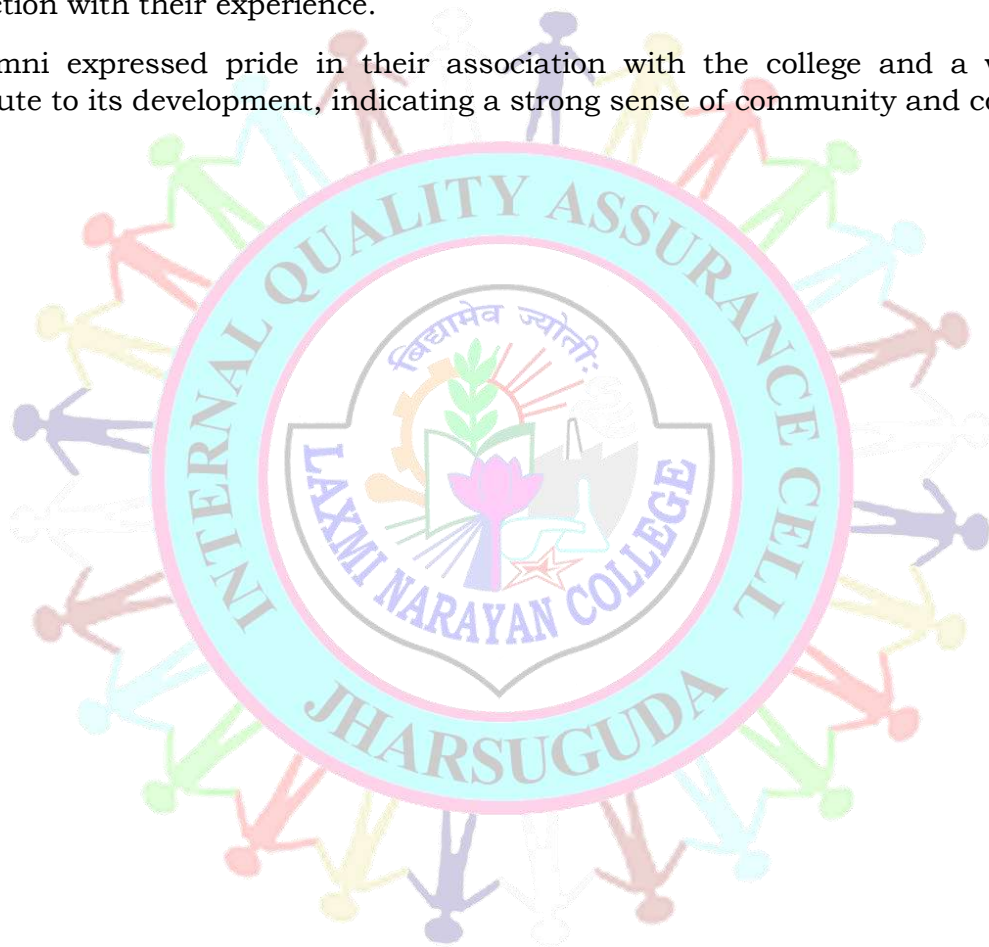 ction with their experience.
mni expressed pride in their association with the college and a v
ute to its development, indicating a strong sense of community and co
INTERNAL QUALITY ASSURANCE CELL
बिद्यामेव ज्योतीः
LAXMI NARAYAN COLLEGE
JHARSUGUDA